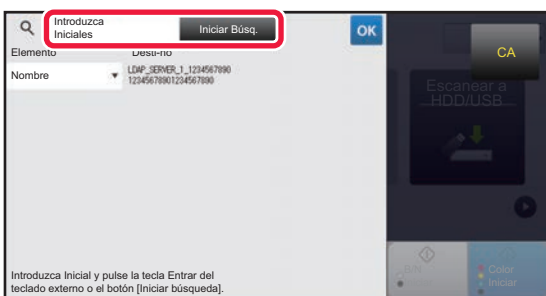 Introduzca
Iniciales
Iniciar Búsq.
OK
CA
Elemento
Desti-no
Nombre
LDAP_SERVER_1_1234567890
12345678901234567890
Escanear a
HDD/USB
Introduzca Inicial y pulse la tecla Entrar del
teclado externo o el botón [Iniciar búsqueda].
B/N
Color
Iniciar